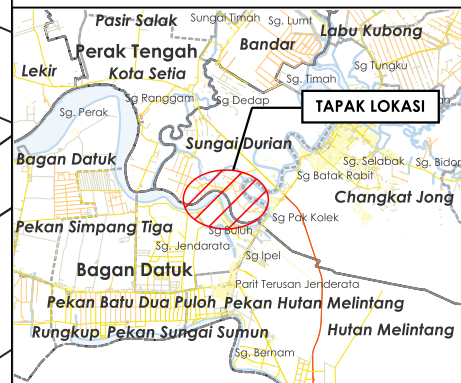 Pasir Salak
Sungai Timah
Sg. Lumt
Labu Kubong
Perak Tengah
Bandar
Lekir
Kota Setia
Sg Tungku
Sg. Timah
Sg Ranggam
Sg Dedap
Sg. Perak
TAPAK LOKASI
Sungai Durian
Bagan Datuk
Sg. Selabak
Sg. Bidor
Sg Batak Rabit
Changkat Jong
Sg Pak Kolek
Pekan Simpang Tiga
Sg Buluh
Sg. Jendarata
Sg Ipel
Bagan Datuk
Parit Terusan Jenderata
Pekan Batu Dua Puloh
Pekan Hutan Melintang
Rungkup
Pekan Sungai Sumun
Hutan Melintang
Sg. Bernam